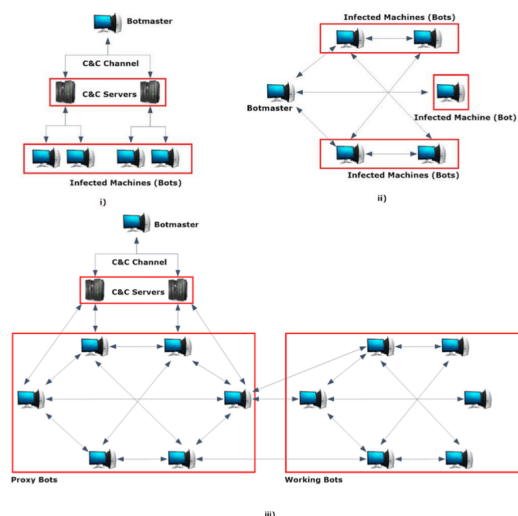 Botmaster
C&C Channel
C&C Servers
Infected Machines (Bots)
i)
Infected Machines (Bots)
Botmaster
Infected Machine (Bot)
Infected Machines (Bots)
ii)
Botmaster
C&C Channel
C&C Servers
Proxy Bots
Working Bots
iii)